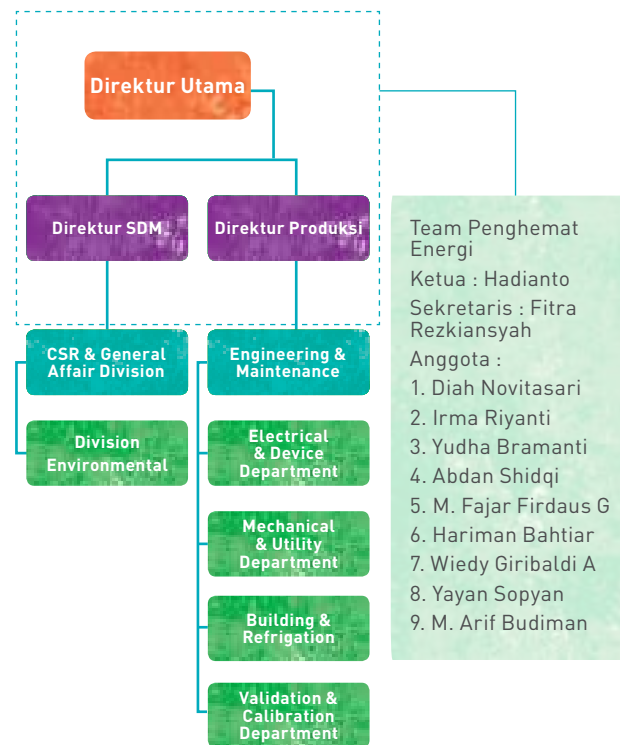 Direktur Utama
Direktur SDM
Direktur Produksi
CSR & General
Affair Division
Engineering &
Maintenance
Division
Environmental
Electrical
& Device
Department
Mechanical
& Utility
Department
Building &
Refrigation
Validation &
Calibration
Department
Team Penghemat
Energi
Ketua : Hadianto
Sekretaris : Fitra
Rezkiansyah
Anggota :
1. Diah Novitasari
2. Irma Riyanti
3. Yudha Bramanti
4. Abdan Shidqi
5. M. Fajar Firdaus G
6. Hariman Bahtiar
7. Wiedy Giribaldi A
8. Yayan Sopyan
9. M. Arif Budiman